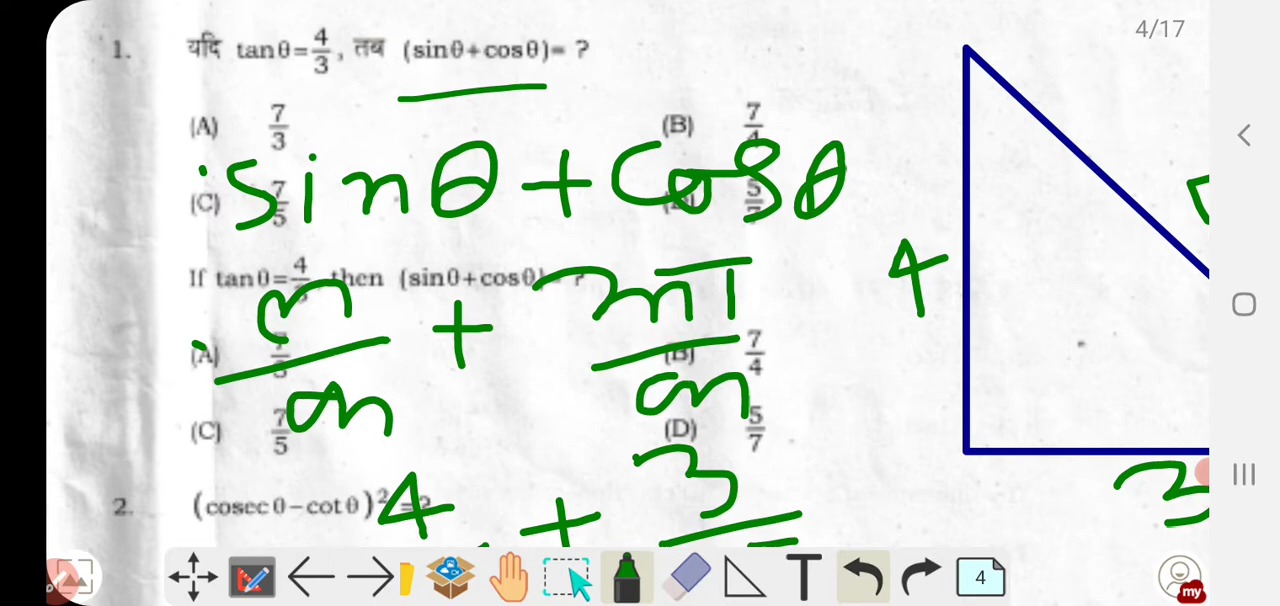 4/17
1. यदि tanθ=4/3, तब (sinθ+cosθ)= ?
(A) 7/3 (B) 7/4
sinθ + cosθ
(C) 7/5 5
If tanθ=4 then (sinθ+cosθ) = ?
4
+
(A) (B) 7/4
(C) 7/5 (D) 5/7
3
2. (cosec θ-cot θ)² = ?
4 + 3
T 4
my